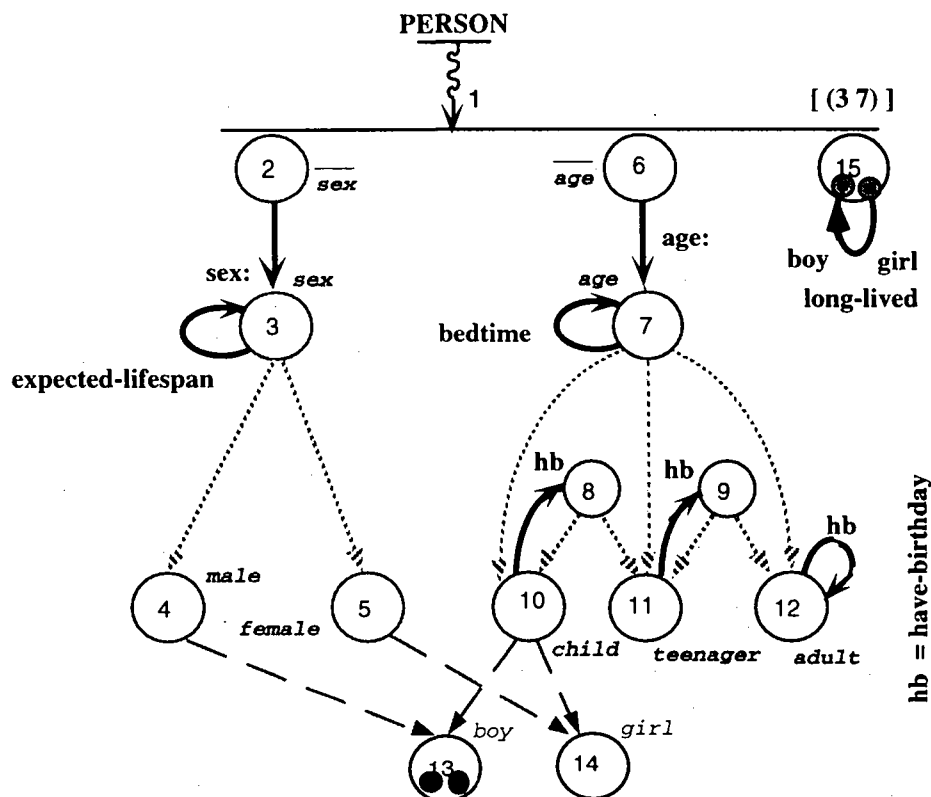 PERSON
1
[ (3 7) ]
2
sex
6
age
15
sex:
sex
age:
age
boy
girl
long-lived
3
bedtime
7
expected-lifespan
hb
8
hb
9
hb
4
male
5
female
10
child
11
teenager
12
adult
hb = have-birthday
boy
13
girl
14